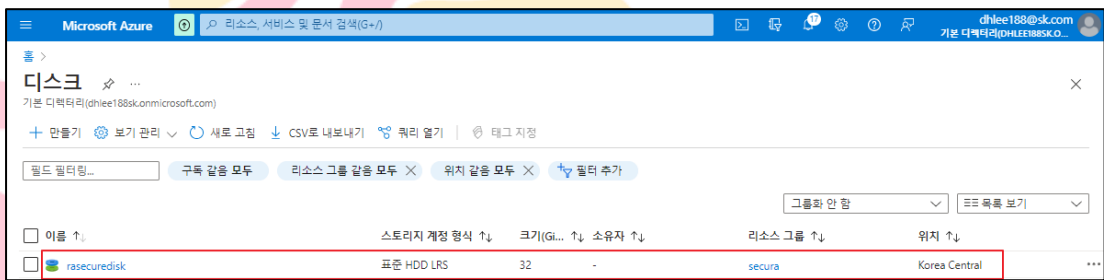 Microsoft Azure
리소스, 서비스 및 문서 검색(G+/)
17
dhlee188@sk.com
기본 디렉터리(DHLEE188SK.O...
홈 >
디스크
기본 디렉터리(dhlee188sk.onmicrosoft.com)
+ 만들기 보기 관리 새로 고침 CSV로 내보내기 쿼리 열기 | 태그 지정
필드 필터링... 구독 같음 모두 리소스 그룹 같음 모두 × 위치 같음 모두 × 필터 추가
그룹화 안 함 목록 보기
이름 ↑↓ 스토리지 계정 형식 ↑↓ 크기(Gi... ↑↓ 소유자 ↑↓ 리소스 그룹 ↑↓ 위치 ↑↓
rasecuredisk 표준 HDD LRS 32 - secura Korea Central ...